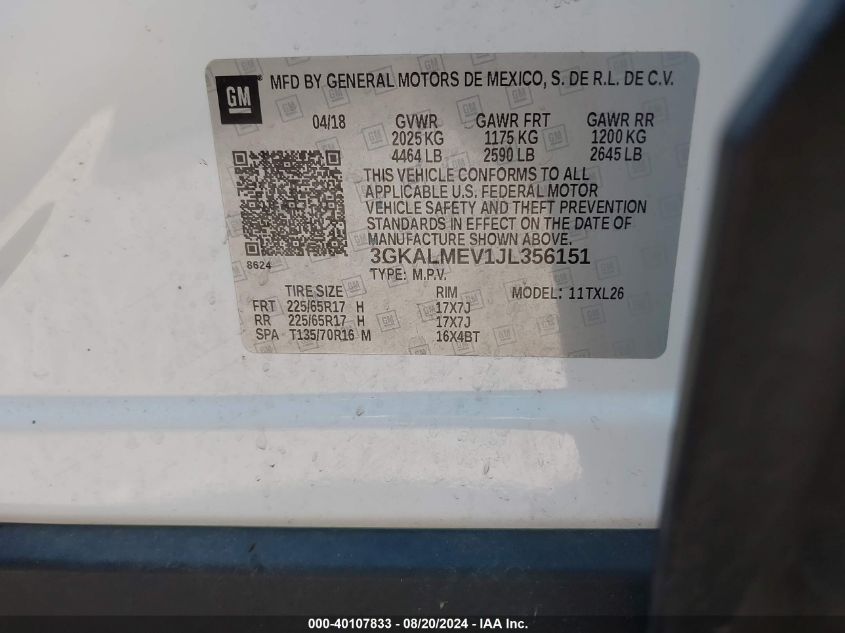 GM
MFD BY GENERAL MOTORS DE MEXICO, S. DE R.L. DE C.V.
04/18 GVWR GAWR FRT GAWR RR
2025 KG 1175 KG 1200 KG
4464 LB 2590 LB 2645 LB
THIS VEHICLE CONFORMS TO ALL
APPLICABLE U.S. FEDERAL MOTOR
VEHICLE SAFETY AND THEFT PREVENTION
STANDARDS IN EFFECT ON THE DATE OF
MANUFACTURE SHOWN ABOVE.
8624
3GKALMEV1JL356151
TYPE: M.P.V.
TIRE SIZE RIM MODEL: 11TXL26
FRT 225/65R17 H 17X7J
RR 225/65R17 H 17X7J
SPA T135/70R16 M 16X4BT
000-40107833 - 08/20/2024 - IAA Inc.